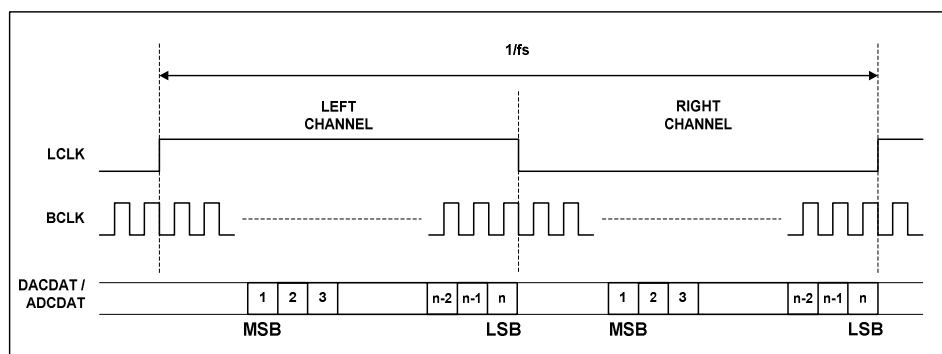 1/fs
LEFT
CHANNEL
RIGHT
CHANNEL
LCLK
BCLK
DACDAT /
ADCDAT
1 2 3 n-2 n-1 n 1 2 3 n-2 n-1 n
MSB LSB MSB LSB